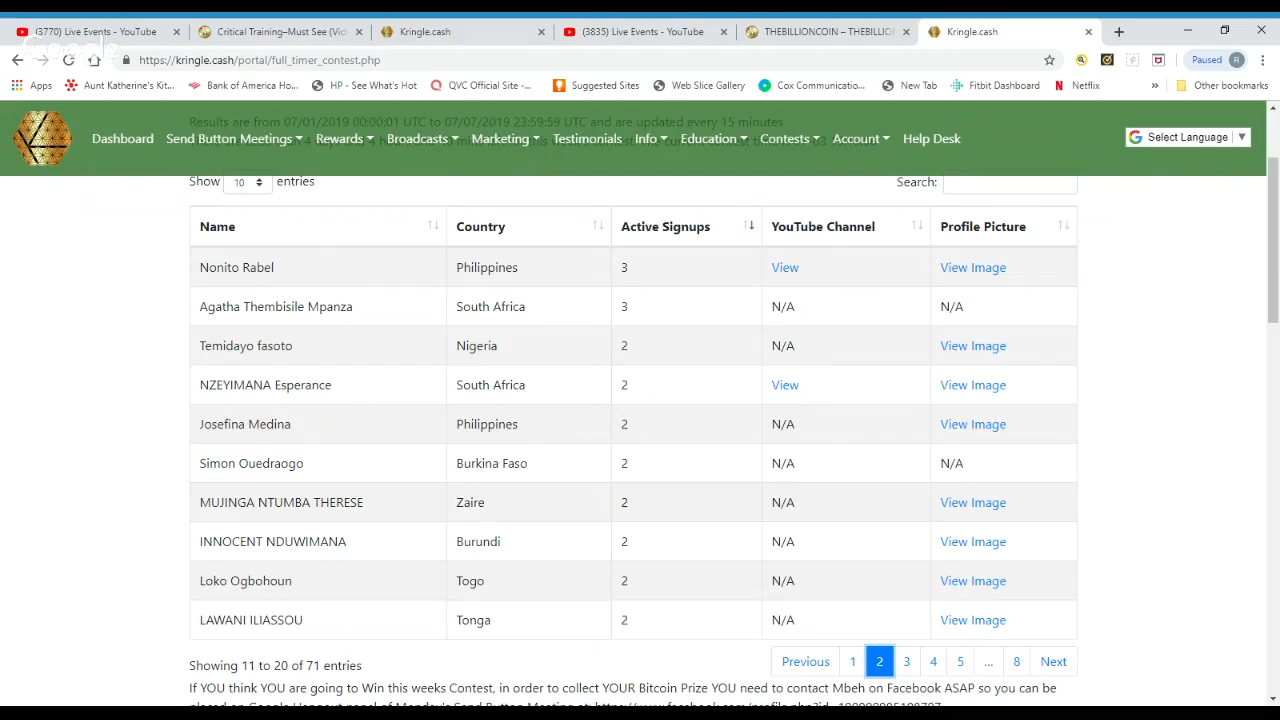 (3770) Live Events - YouTube
Critical Training–Must See (Vid
Kringle.cash
(3835) Live Events - YouTube
THEBILLIONCOIN – THEBILLION
Kringle.cash
Google
https://kringle.cash/portal/full_timer_contest.php
Paused R
Apps Aunt Katherine's Kit... Bank of America Ho... HP - See What's Hot QVC Official Site -... Suggested Sites Web Slice Gallery Cox Communicatio... New Tab Fitbit Dashboard Netflix » Other bookmarks
Results are from 07/01/2019 00:00:01 UTC to 07/07/2019 23:59:59 UTC and are updated every 15 minutes
Dashboard Send Button Meetings Rewards Broadcasts Marketing Testimonials Info Education Contests Account Help Desk Select Language
Show 10 entries Search:
Name Country Active Signups YouTube Channel Profile Picture
Nonito Rabel Philippines 3 View View Image
Agatha Thembisile Mpanza South Africa 3 N/A N/A
Temidayo fasoto Nigeria 2 N/A View Image
NZEYIMANA Esperance South Africa 2 View View Image
Josefina Medina Philippines 2 N/A View Image
Simon Ouedraogo Burkina Faso 2 N/A N/A
MUJINGA NTUMBA THERESE Zaire 2 N/A View Image
INNOCENT NDUWIMANA Burundi 2 N/A View Image
Loko Ogbohoun Togo 2 N/A View Image
LAWANI ILIASSOU Tonga 2 N/A View Image
Previous 1 2 3 4 5 ... 8 Next
Showing 11 to 20 of 71 entries
If YOU think YOU are going to Win this weeks Contest, in order to collect YOUR Bitcoin Prize YOU need to contact Mbeh on Facebook ASAP so you can be